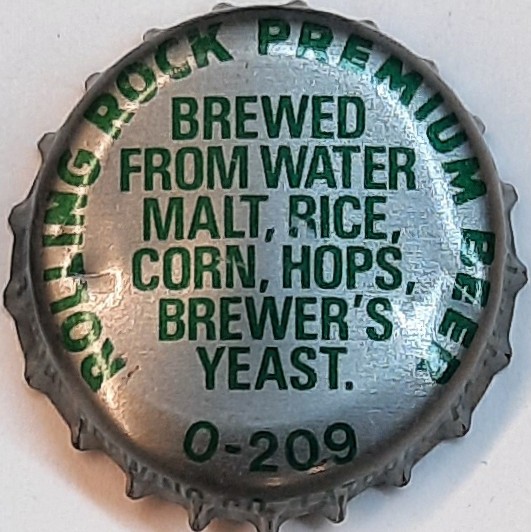 ROLLING ROCK PREMIUM BEER
BREWED
FROM WATER
MALT, RICE,
CORN, HOPS,
BREWER'S
YEAST.
0-209